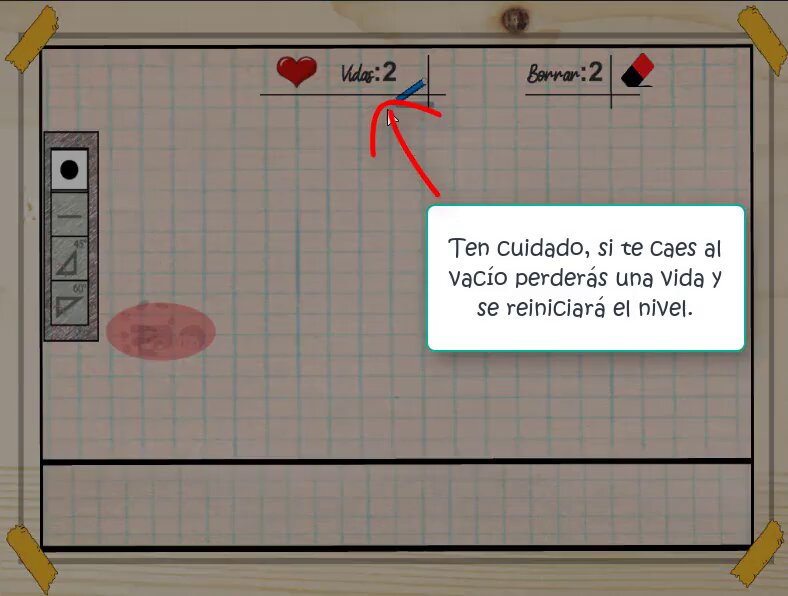 Vidas:2
Borrar:2
45°
60°
Ten cuidado, si te caes al
vacío perderás una vida y
se reiniciará el nivel.